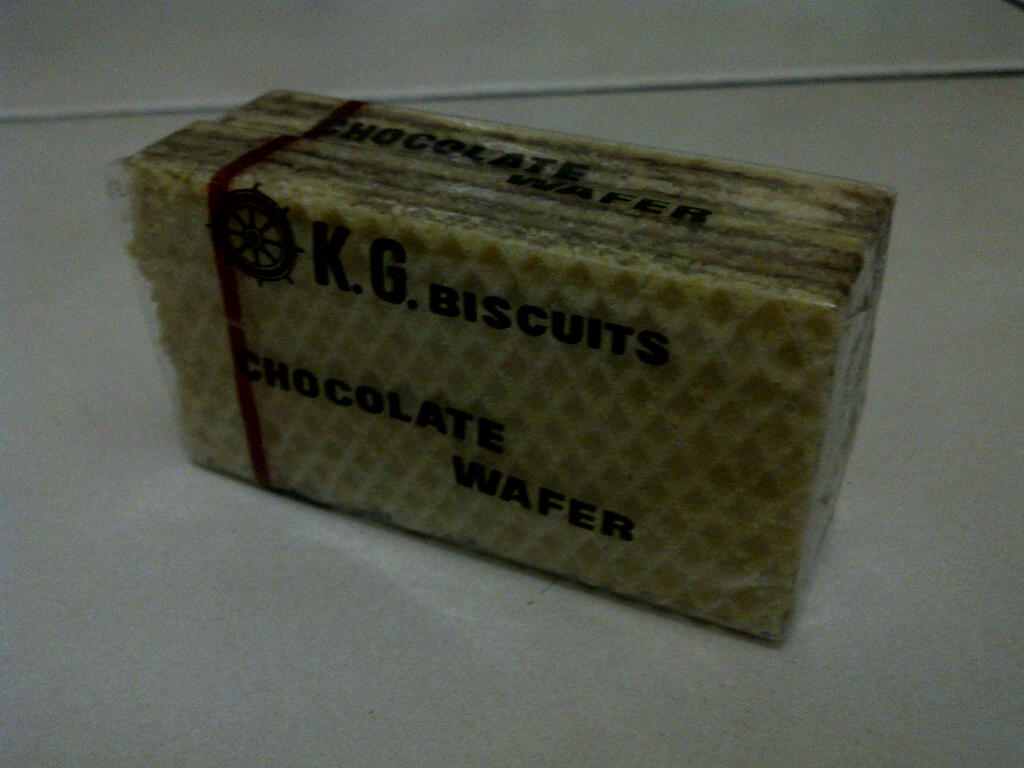 CHOCOLATE
WAFER
K.G. BISCUITS
CHOCOLATE
WAFER